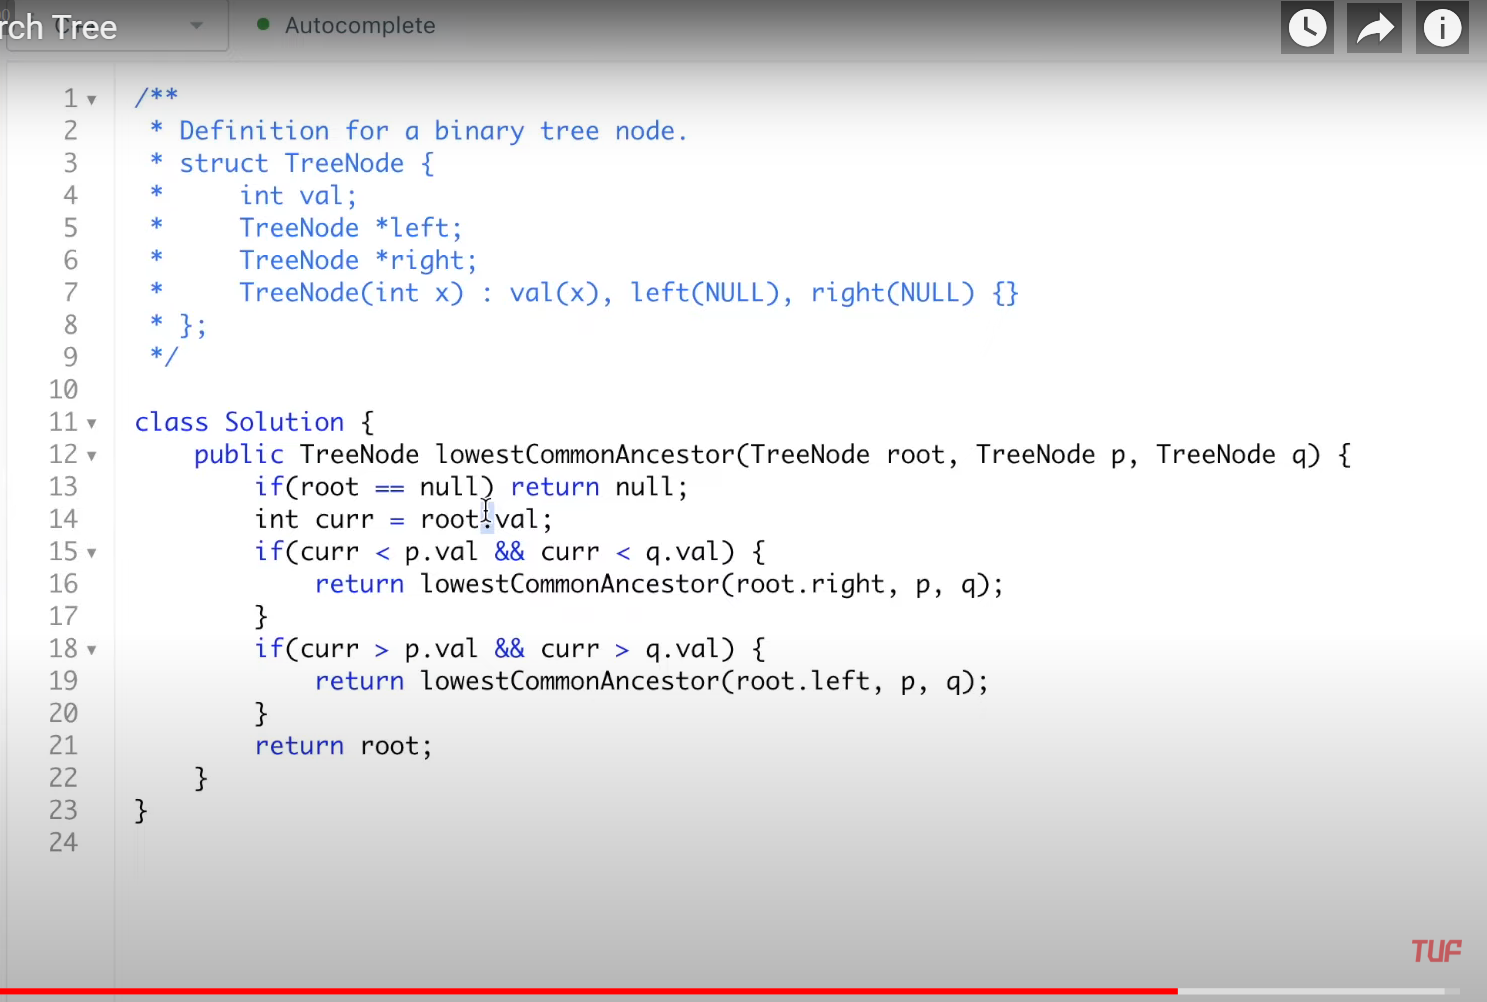 rch Tree
Autocomplete
1 /**
2 * Definition for a binary tree node.
3 * struct TreeNode {
4 *     int val;
5 *     TreeNode *left;
6 *     TreeNode *right;
7 *     TreeNode(int x) : val(x), left(NULL), right(NULL) {}
8 * };
9 */
10
11 class Solution {
12     public TreeNode lowestCommonAncestor(TreeNode root, TreeNode p, TreeNode q) {
13         if(root == null) return null;
14         int curr = root.val;
15         if(curr < p.val && curr < q.val) {
16             return lowestCommonAncestor(root.right, p, q);
17         }
18         if(curr > p.val && curr > q.val) {
19             return lowestCommonAncestor(root.left, p, q);
20         }
21         return root;
22     }
23 }
24
TUF